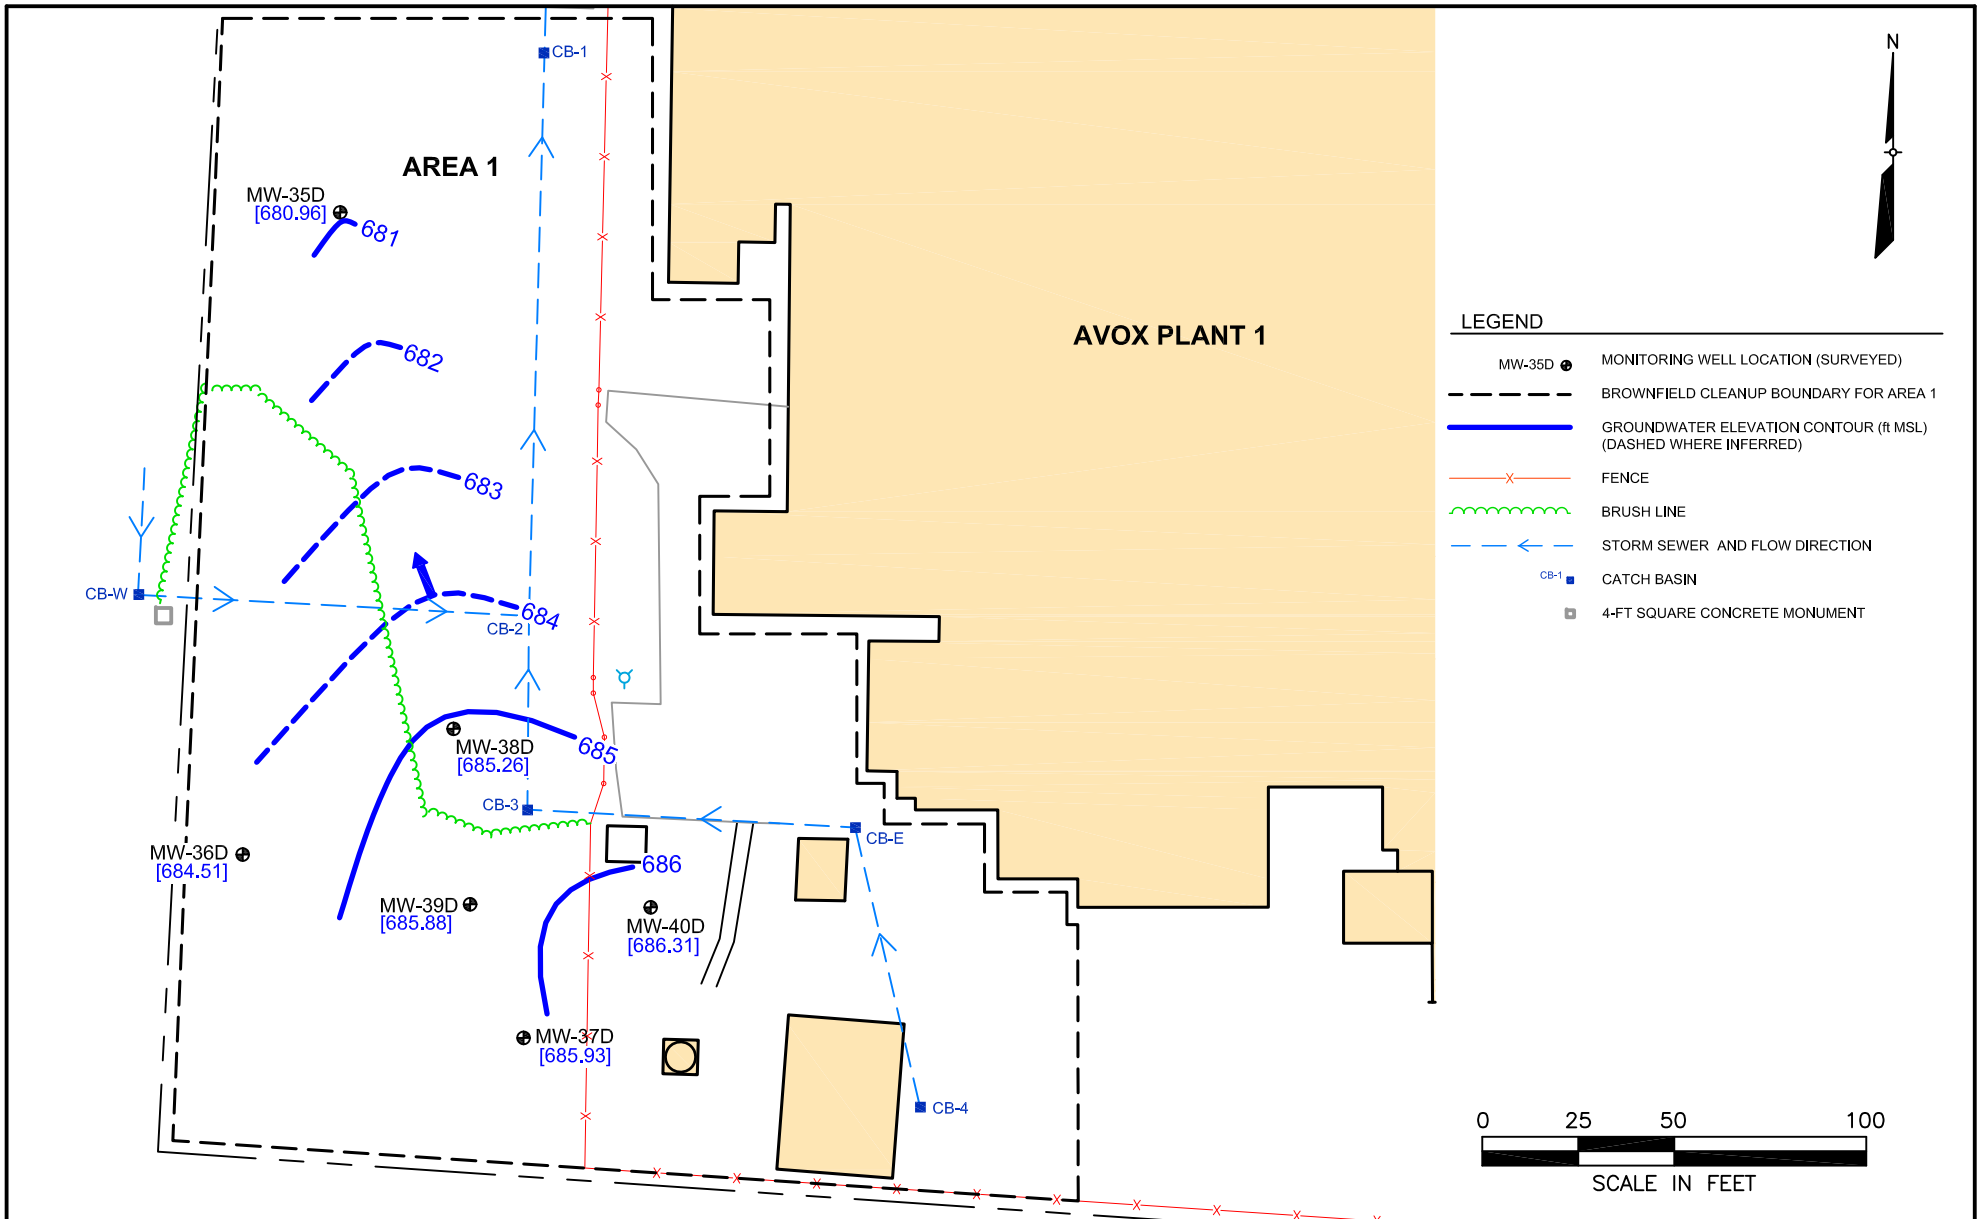 CB-1
N
AREA 1
MW-35D
[680.96]
681
AVOX PLANT 1
682
683
CB-W
684
CB-2
MW-38D
[685.26]
685
CB-3
CB-E
MW-36D
[684.51]
686
MW-39D
[685.88]
MW-40D
[686.31]
MW-37D
[685.93]
CB-4
LEGEND
MW-35D MONITORING WELL LOCATION (SURVEYED)
BROWNFIELD CLEANUP BOUNDARY FOR AREA 1
GROUNDWATER ELEVATION CONTOUR (ft MSL)
(DASHED WHERE INFERRED)
FENCE
BRUSH LINE
STORM SEWER AND FLOW DIRECTION
CB-1 CATCH BASIN
4-FT SQUARE CONCRETE MONUMENT
0 25 50 100
SCALE IN FEET